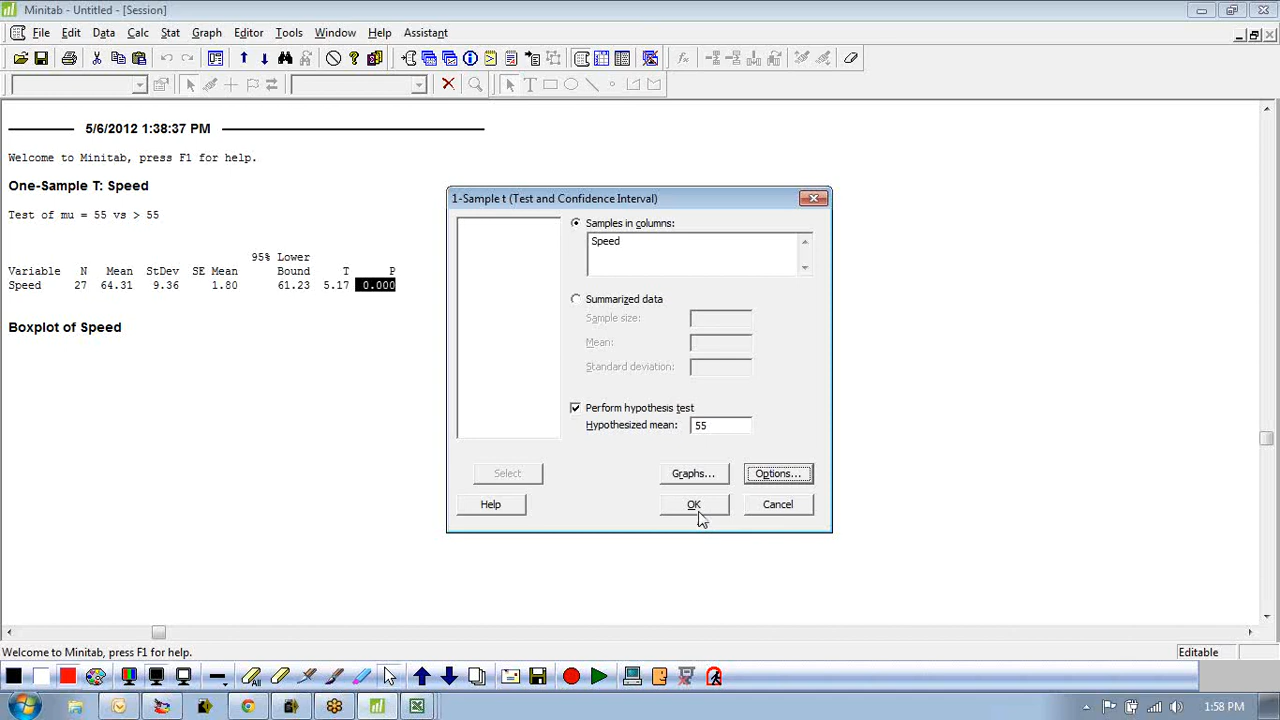 Minitab - Untitled - [Session]
File Edit Data Calc Stat Graph Editor Tools Window Help Assistant
5/6/2012 1:38:37 PM
Welcome to Minitab, press F1 for help.
One-Sample T: Speed
Test of mu = 55 vs > 55
95% Lower
Variable N Mean StDev SE Mean Bound T P
Speed 27 64.31 9.36 1.80 61.23 5.17 0.000
Boxplot of Speed
1-Sample t (Test and Confidence Interval)
Samples in columns:
Speed
Summarized data
Sample size:
Mean:
Standard deviation:
Perform hypothesis test
Hypothesized mean: 55
Select Graphs... Options...
Help OK Cancel
Welcome to Minitab, press F1 for help. Editable
All
1:58 PM